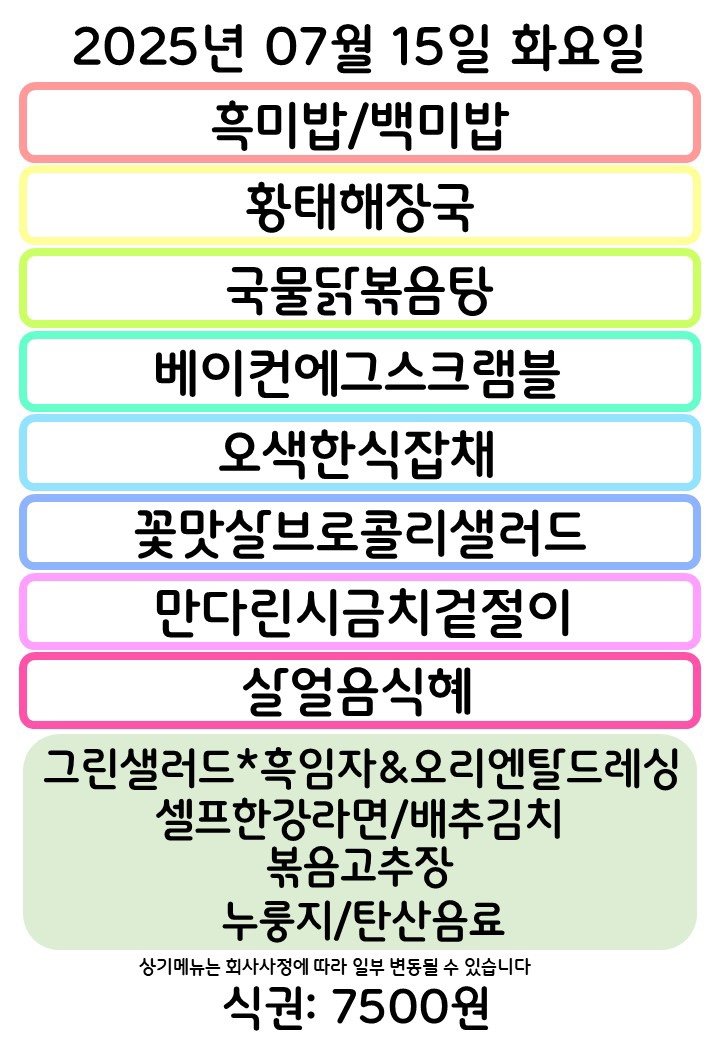 2025년 07월 15일 화요일
흑미밥/백미밥
황태해장국
국물닭볶음탕
베이컨에그스크램블
오색한식잡채
꽃맛살브로콜리샐러드
만다린시금치겉절이
살얼음식혜
그린샐러드*흑임자&오리엔탈드레싱
셀프한강라면/배추김치
볶음고추장
누룽지/탄산음료
상기메뉴는 회사사정에 따라 일부 변동될 수 있습니다
식권: 7500원